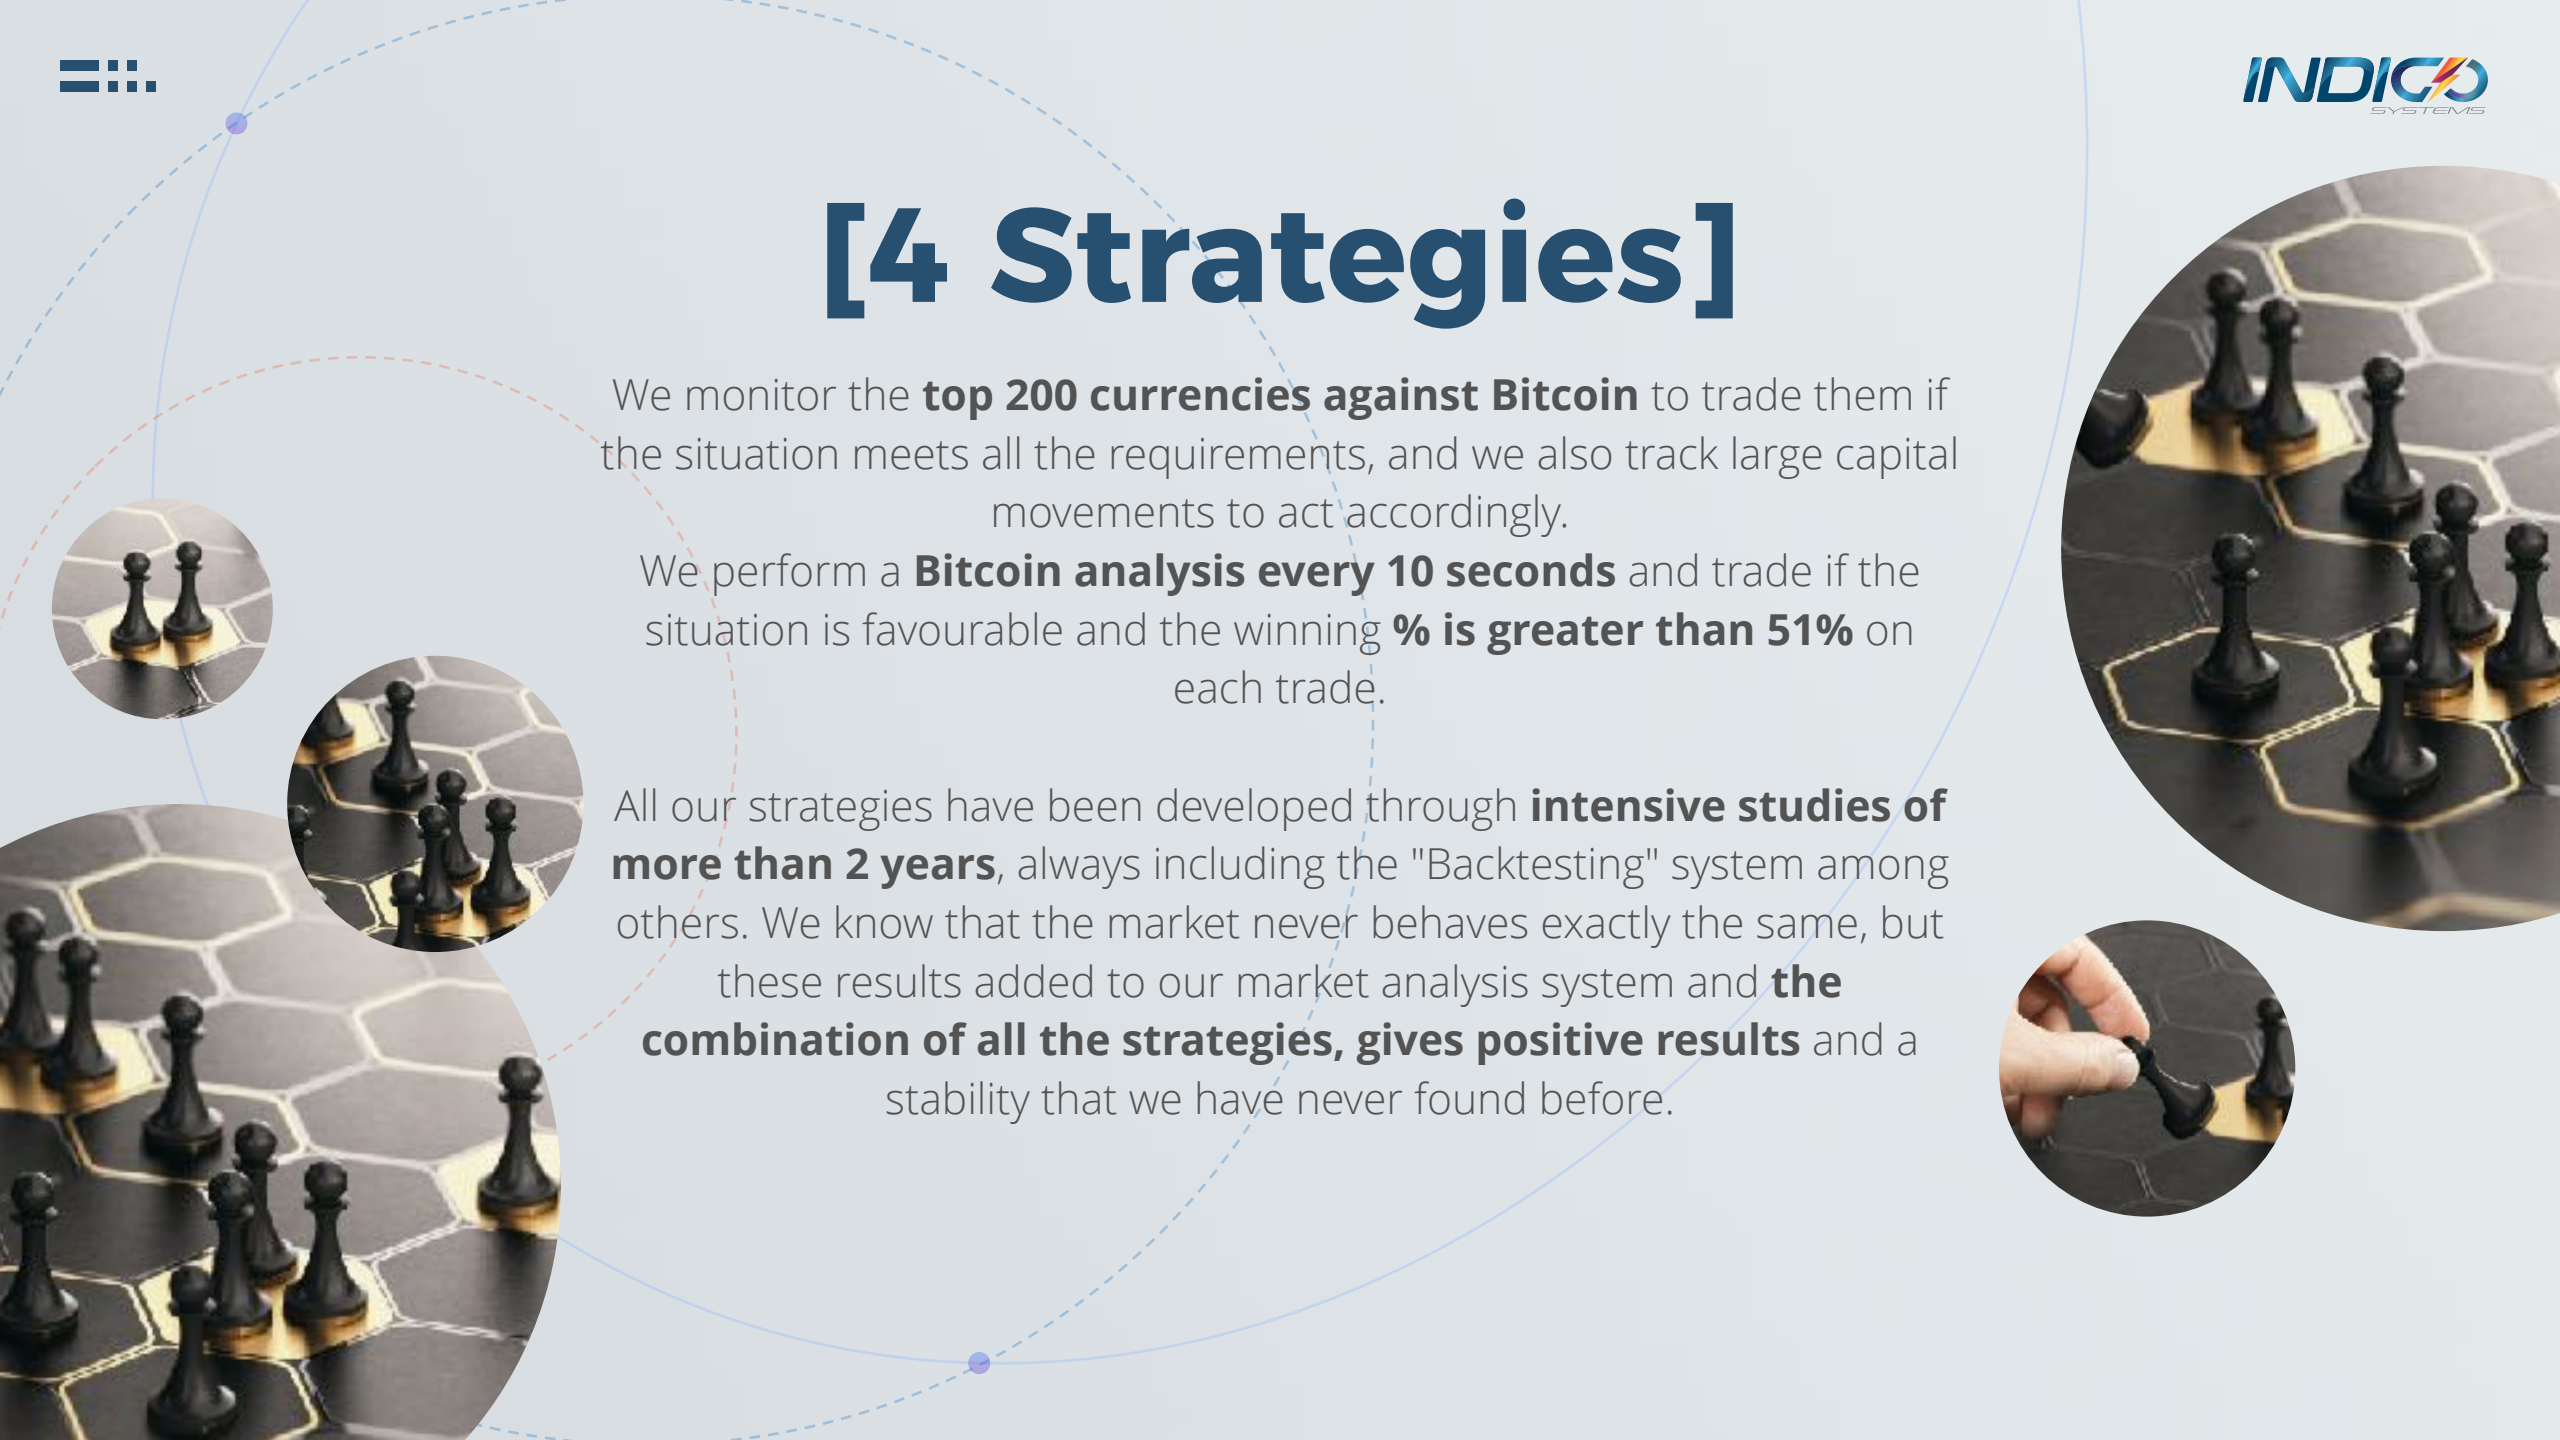 INDIGO
SYSTEMS
[4 Strategies]
We monitor the top 200 currencies against Bitcoin to trade them if
the situation meets all the requirements, and we also track large capital
movements to act accordingly.
We perform a Bitcoin analysis every 10 seconds and trade if the
situation is favourable and the winning % is greater than 51% on
each trade.
All our strategies have been developed through intensive studies of
more than 2 years, always including the "Backtesting" system among
others. We know that the market never behaves exactly the same, but
these results added to our market analysis system and the
combination of all the strategies, gives positive results and a
stability that we have never found before.